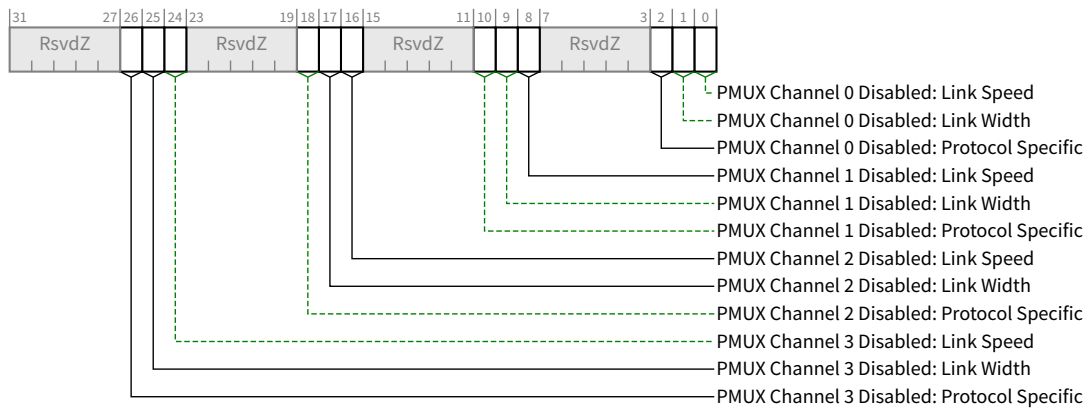 31 27 26 25 24 23 19 18 17 16 15 11 10 9 8 7 3 2 1 0
RsvdZ RsvdZ RsvdZ RsvdZ
PMUX Channel 0 Disabled: Link Speed
PMUX Channel 0 Disabled: Link Width
PMUX Channel 0 Disabled: Protocol Specific
PMUX Channel 1 Disabled: Link Speed
PMUX Channel 1 Disabled: Link Width
PMUX Channel 1 Disabled: Protocol Specific
PMUX Channel 2 Disabled: Link Speed
PMUX Channel 2 Disabled: Link Width
PMUX Channel 2 Disabled: Protocol Specific
PMUX Channel 3 Disabled: Link Speed
PMUX Channel 3 Disabled: Link Width
PMUX Channel 3 Disabled: Protocol Specific